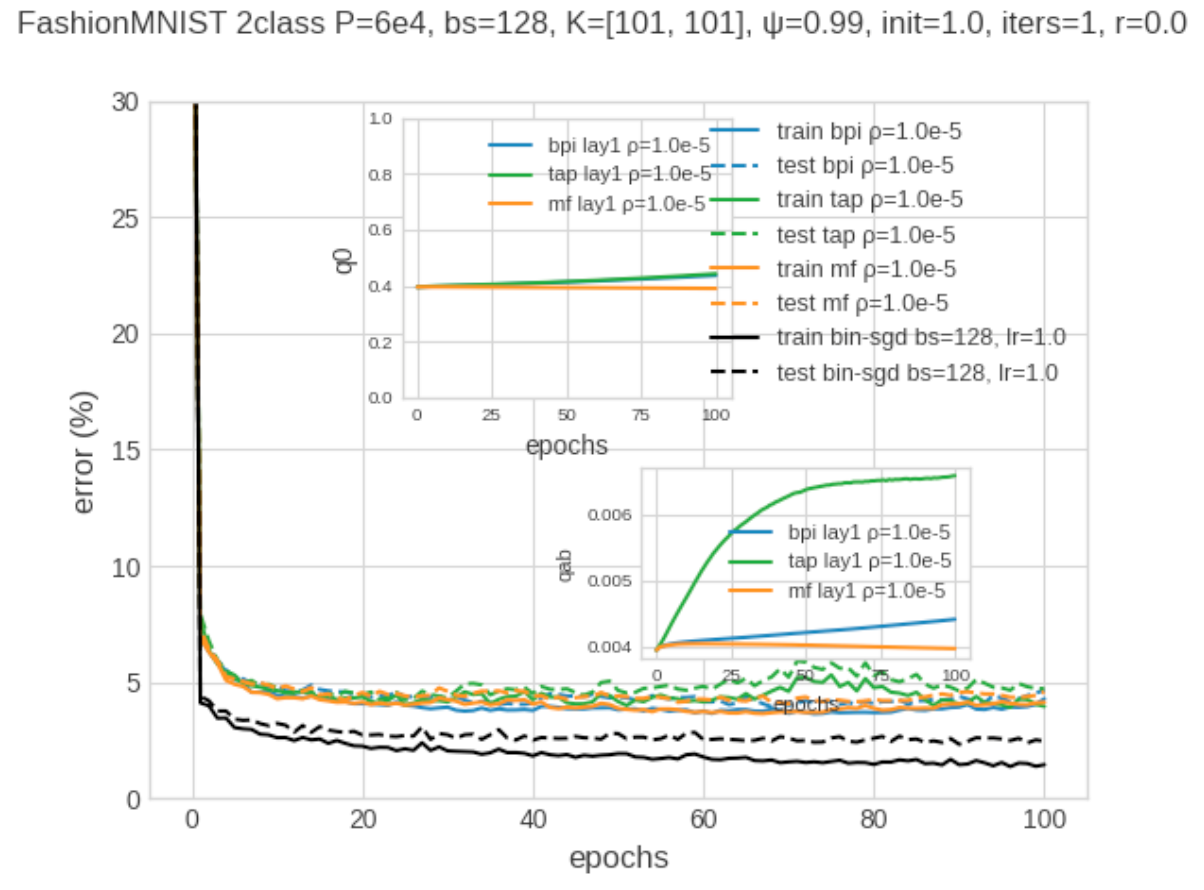 FashionMNIST 2class P=6e4, bs=128, K=[101, 101], ψ=0.99, init=1.0, iters=1, r=0.0
30
25
20
15
10
5
0
error (%)
0
20
40
60
80
100
epochs
train bpi ρ=1.0e-5
test bpi ρ=1.0e-5
train tap ρ=1.0e-5
test tap ρ=1.0e-5
train mf ρ=1.0e-5
test mf ρ=1.0e-5
train bin-sgd bs=128, lr=1.0
test bin-sgd bs=128, lr=1.0
1.0
0.8
0.6
0.4
0.2
0.0
q0
bpi lay1 ρ=1.0e-5
tap lay1 ρ=1.0e-5
mf lay1 ρ=1.0e-5
0
25
50
75
100
epochs
0.006
0.005
0.004
qab
bpi lay1 ρ=1.0e-5
tap lay1 ρ=1.0e-5
mf lay1 ρ=1.0e-5
0
25
50
75
100
epochs